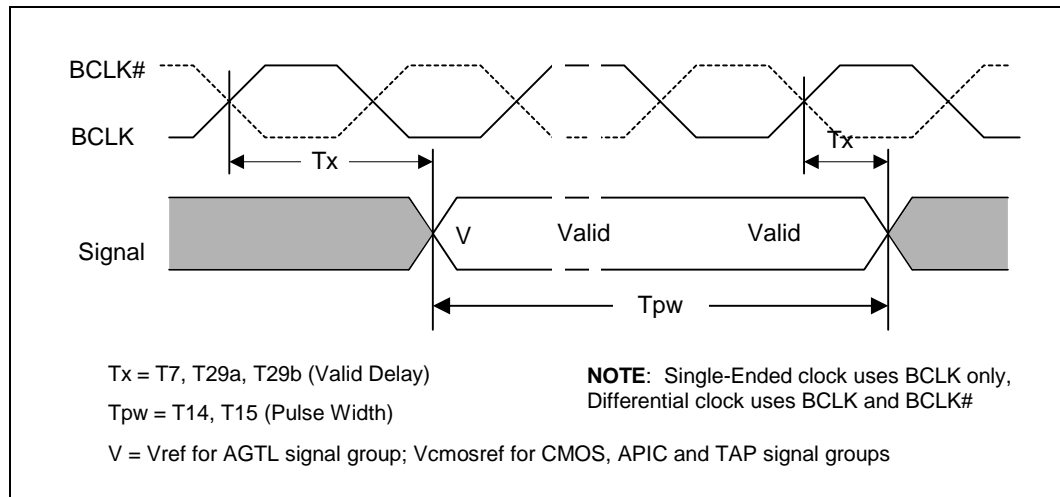 BCLK#
BCLK
Tx
Tx
Signal
V
Valid
Valid
Tpw
Tx = T7, T29a, T29b (Valid Delay)
Tpw = T14, T15 (Pulse Width)
V = Vref for AGTL signal group; Vcmosref for CMOS, APIC and TAP signal groups
NOTE: Single-Ended clock uses BCLK only,
Differential clock uses BCLK and BCLK#